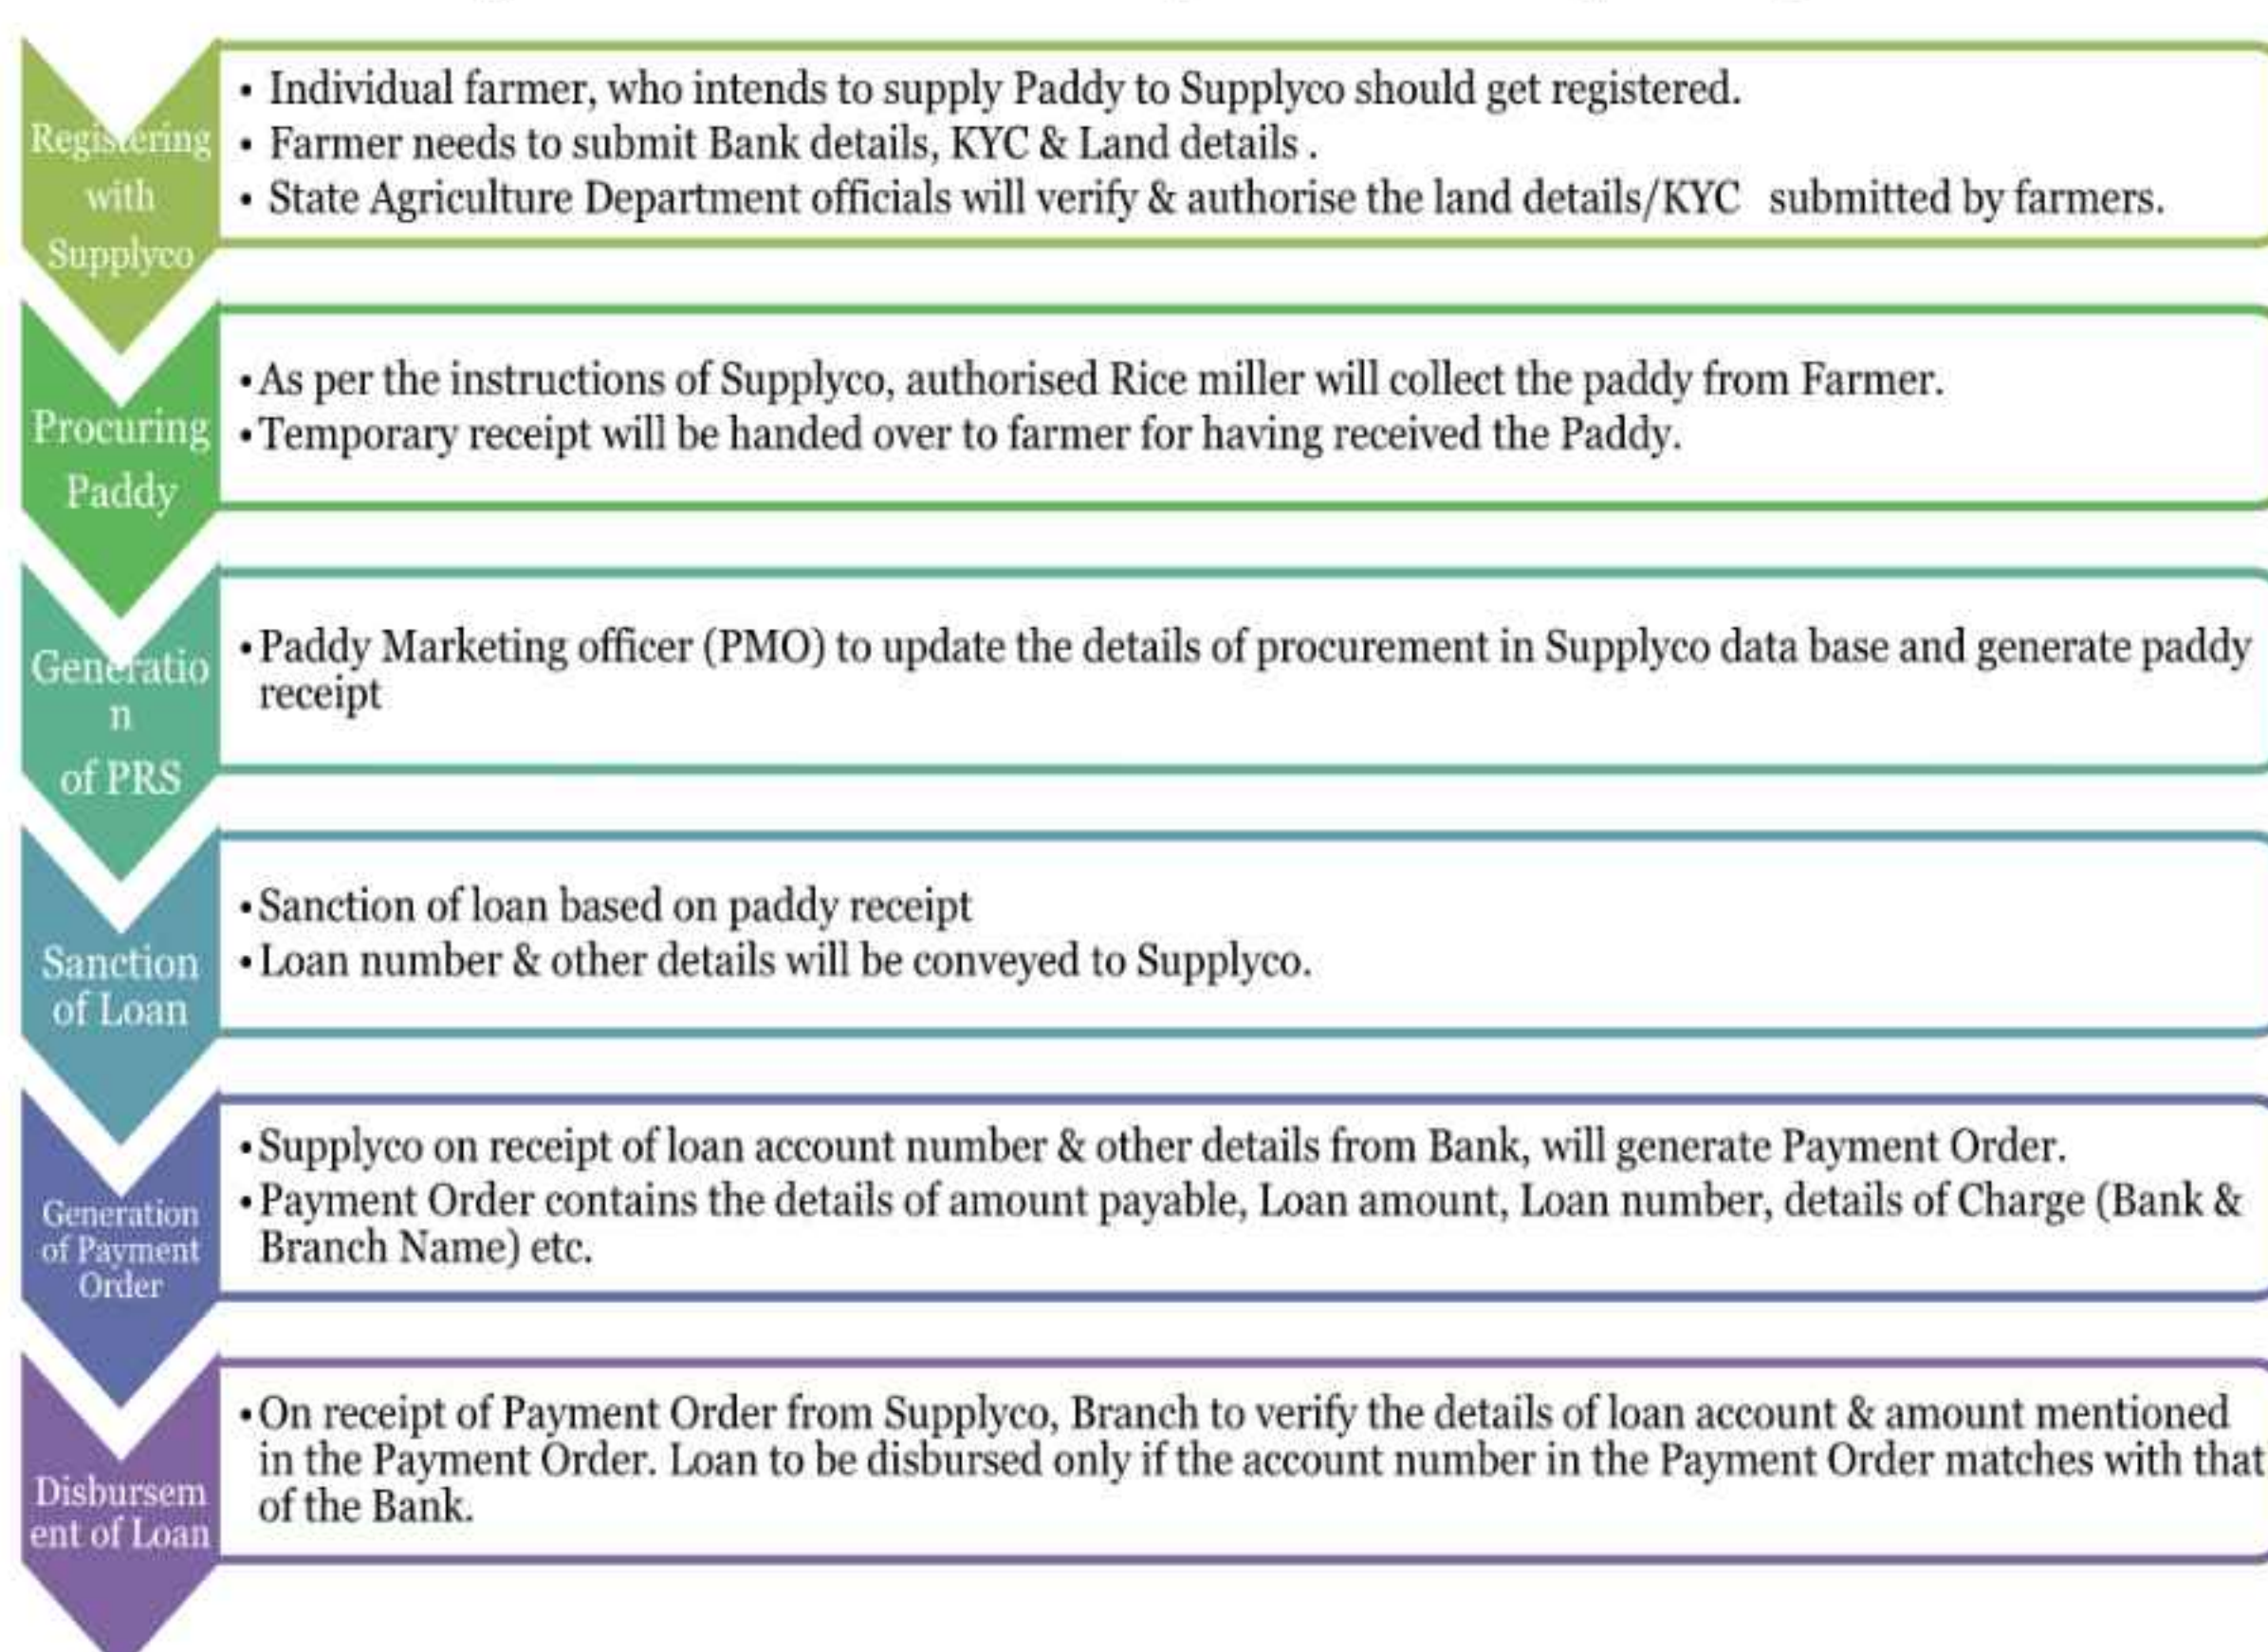 Registering
with
Supplyco
• Individual farmer, who intends to supply Paddy to Supplyco should get registered.
• Farmer needs to submit Bank details, KYC & Land details .
• State Agriculture Department officials will verify & authorise the land details/KYC submitted by farmers.
Procuring
Paddy
• As per the instructions of Supplyco, authorised Rice miller will collect the paddy from Farmer.
• Temporary receipt will be handed over to farmer for having received the Paddy.
Generatio
n
of PRS
• Paddy Marketing officer (PMO) to update the details of procurement in Supplyco data base and generate paddy
receipt
Sanction
of Loan
• Sanction of loan based on paddy receipt
• Loan number & other details will be conveyed to Supplyco.
Generation
of Payment
Order
• Supplyco on receipt of loan account number & other details from Bank, will generate Payment Order.
• Payment Order contains the details of amount payable, Loan amount, Loan number, details of Charge (Bank &
Branch Name) etc.
Disbursem
ent of Loan
• On receipt of Payment Order from Supplyco, Branch to verify the details of loan account & amount mentioned
in the Payment Order. Loan to be disbursed only if the account number in the Payment Order matches with that
of the Bank.